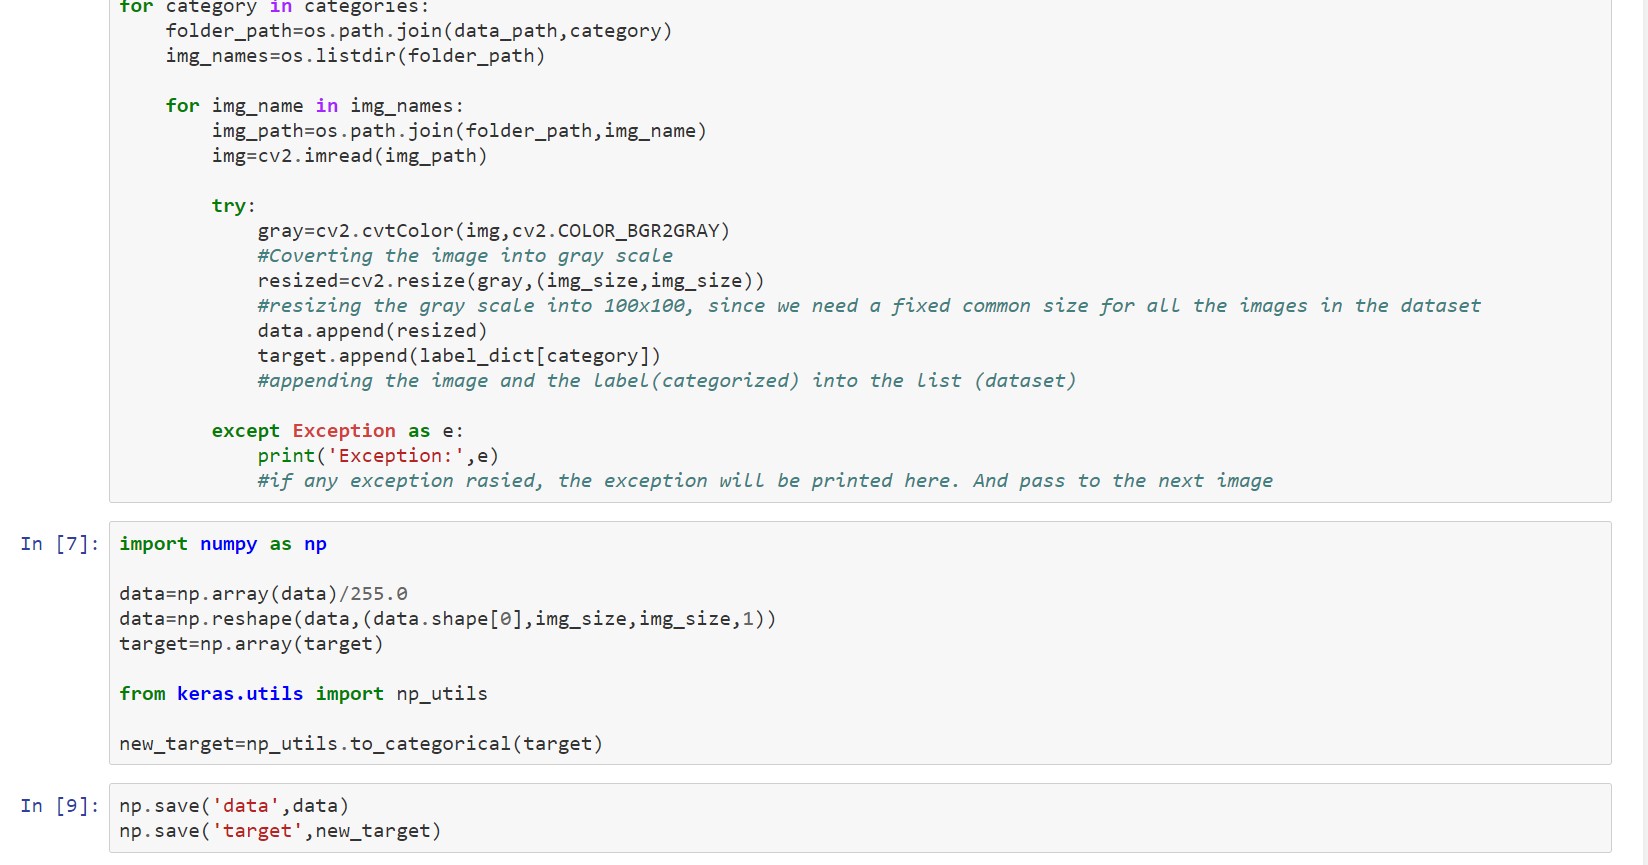 for category in categories:
folder_path=os.path.join(data_path,category)
img_names=os.listdir(folder_path)
for img_name in img_names:
img_path=os.path.join(folder_path,img_name)
img=cv2.imread(img_path)
try:
gray=cv2.cvtColor(img,cv2.COLOR_BGR2GRAY)
#Coverting the image into gray scale
resized=cv2.resize(gray,(img_size,img_size))
#resizing the gray scale into 100x100, since we need a fixed common size for all the images in the dataset
data.append(resized)
target.append(label_dict[category])
#appending the image and the label(categorized) into the list (dataset)
except Exception as e:
print('Exception:',e)
#if any exception rasied, the exception will be printed here. And pass to the next image
In [7]: import numpy as np
data=np.array(data)/255.0
data=np.reshape(data,(data.shape[0],img_size,img_size,1))
target=np.array(target)
from keras.utils import np_utils
new_target=np_utils.to_categorical(target)
In [9]: np.save('data',data)
np.save('target',new_target)